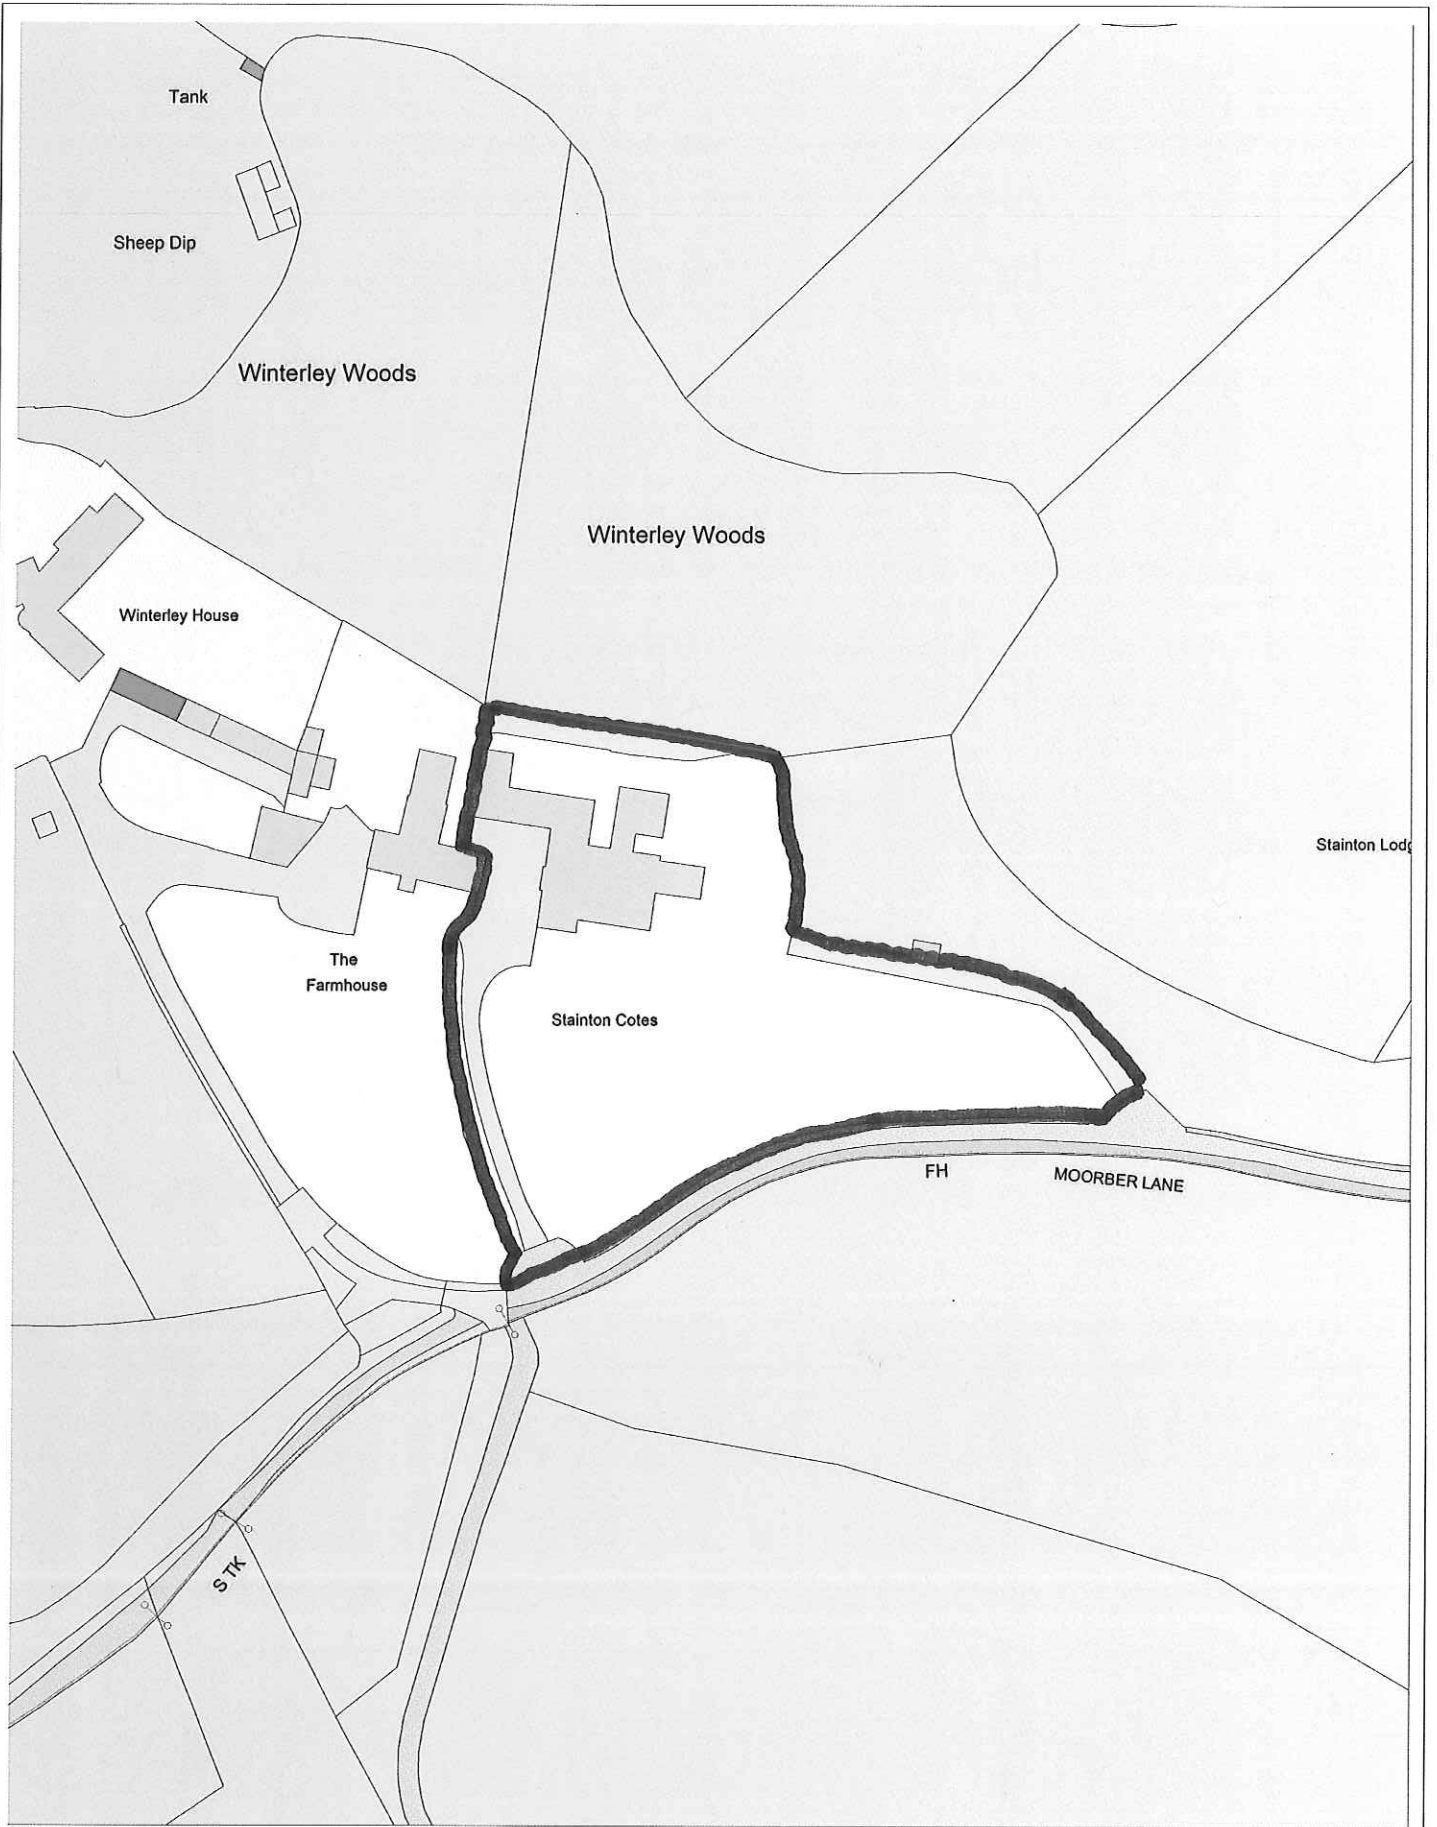 Tank
Sheep Dip
Winterley Woods
Winterley Woods
Winterley House
Stainton Lodg
The
Farmhouse
Stainton Cotes
FH
MOORBER LANE
S TK